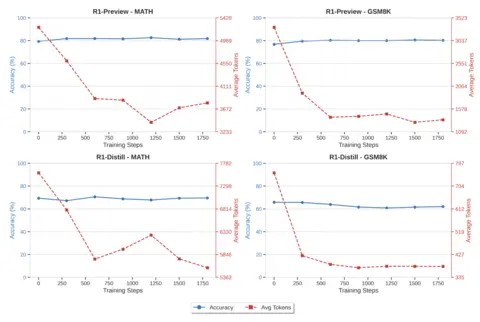 R1-Preview - MATH
Accuracy (%)
100
80
60
40
20
0
Average Tokens
5428
4989
4550
4111
3672
3233
0 250 500 750 1000 1250 1500 1750
Training Steps
R1-Preview - GSM8K
Accuracy (%)
100
80
60
40
20
0
Average Tokens
3523
3037
2551
2064
1578
1092
0 250 500 750 1000 1250 1500 1750
Training Steps
R1-Distill - MATH
Accuracy (%)
100
80
60
40
20
0
Average Tokens
7782
7298
6814
6330
5846
5362
0 250 500 750 1000 1250 1500 1750
Training Steps
R1-Distill - GSM8K
Accuracy (%)
100
80
60
40
20
0
Average Tokens
797
704
612
519
427
335
0 250 500 750 1000 1250 1500 1750
Training Steps
Accuracy Avg Tokens